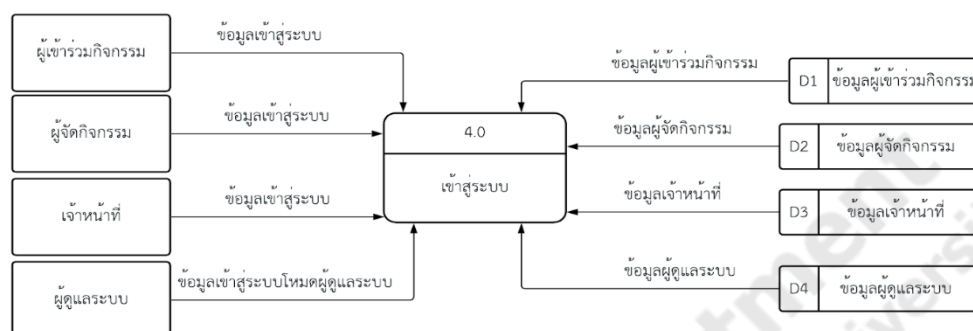 ข้อมูลเข้าสู่ระบบ
ผู้เข้าร่วมกิจกรรม
ข้อมูลผู้เข้าร่วมกิจกรรม
D1 ข้อมูลผู้เข้าร่วมกิจกรรม
ข้อมูลเข้าสู่ระบบ
ผู้จัดกิจกรรม
4.0
ข้อมูลผู้จัดกิจกรรม
D2 ข้อมูลผู้จัดกิจกรรม
เข้าสู่ระบบ
ข้อมูลเข้าสู่ระบบ
เจ้าหน้าที่
ข้อมูลเจ้าหน้าที่
D3 ข้อมูลเจ้าหน้าที่
ข้อมูลเข้าสู่ระบบโหมดผู้ดูแลระบบ
ผู้ดูแลระบบ
ข้อมูลผู้ดูแลระบบ
D4 ข้อมูลผู้ดูแลระบบ